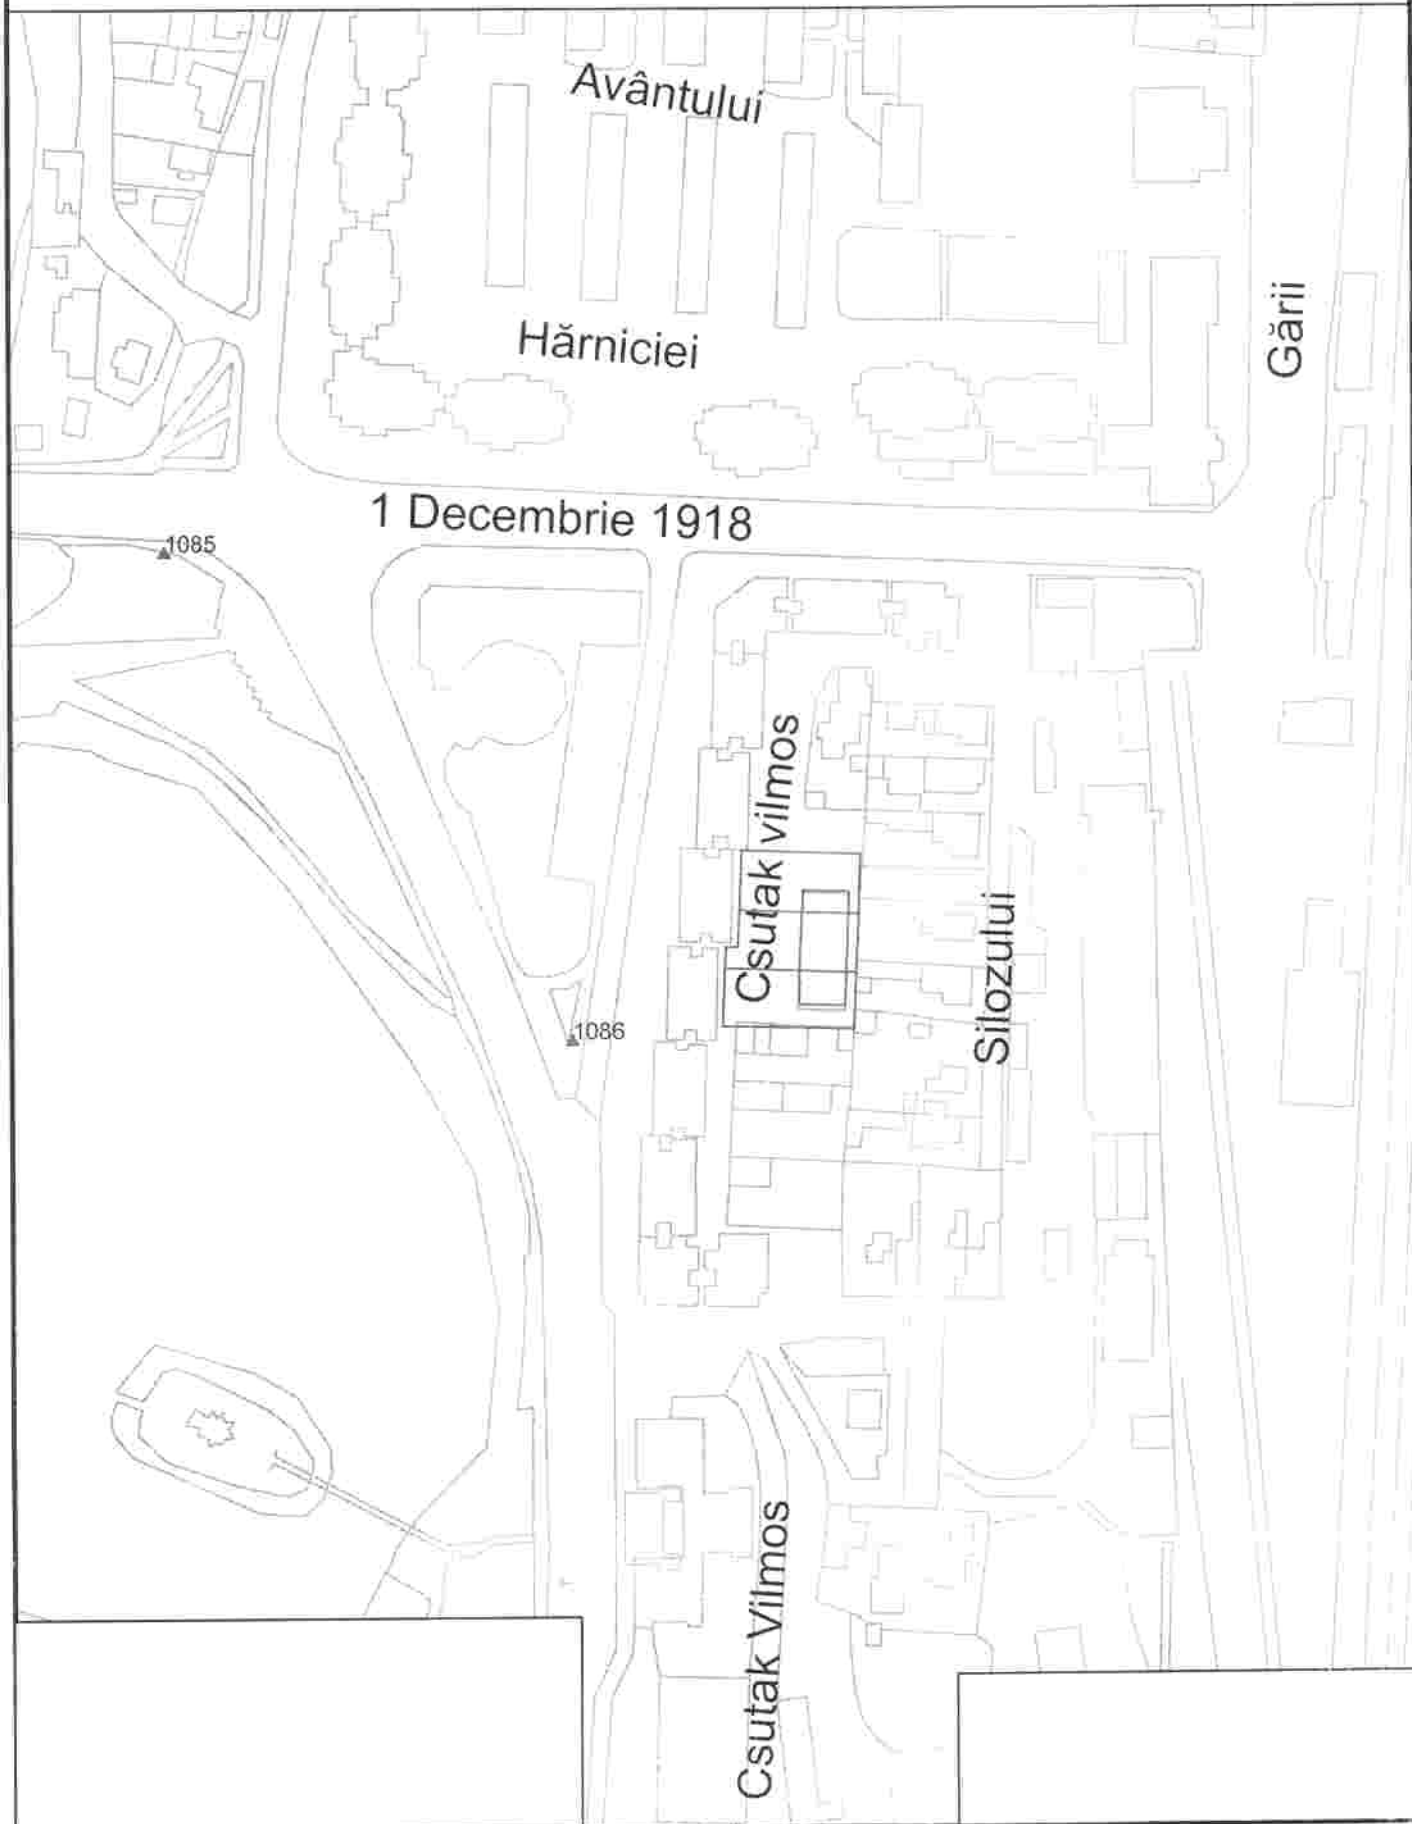 Avântului
Gării
Hărniciei
1 Decembrie 1918
1085
Csutak vilmos
Silozului
1086
Csutak Vilmos